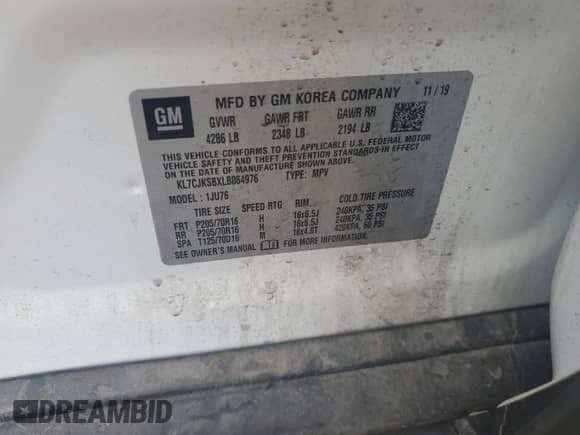 MFD BY GM KOREA COMPANY 11/19
GM
GVWR GAWR FRT GAWR RR
4286 LB 2348 LB 2194 LB
THIS VEHICLE CONFORMS TO ALL APPLICABLE U.S. FEDERAL MOTOR
VEHICLE SAFETY, BUMPER, AND THEFT PREVENTION STANDARDS IN
EFFECT ON THE DATE OF MANUFACTURE SHOWN ABOVE.
KL7CJKSBXLB064976 TYPE: MPV
MODEL: 1JU76
TIRE SIZE SPEED RTG RIM COLD TIRE PRESSURE
FRT P205/70R16 H 16x6.5J 240KPA, 35 PSI
RR P205/70R16 H 16x6.5J 240KPA, 35 PSI
SPA T125/70D16 M 16x4.0T 420KPA, 60 PSI
SEE OWNER'S MANUAL FOR MORE INFORMATION.
DREAMBID